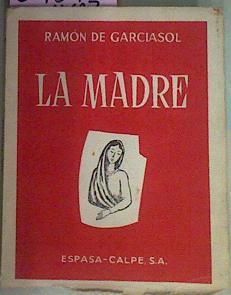 RAMÓN DE GARCIASOL
LA MADRE
ESPASA-CALPE, S.A.